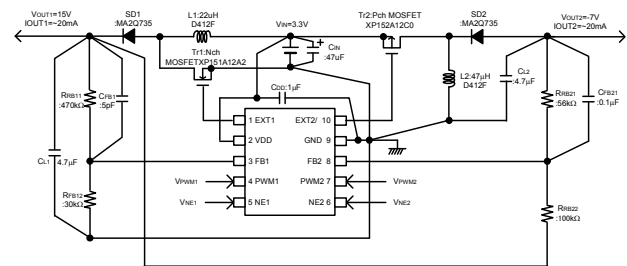 VOUT1=15V
IOUT1=~20mA
SD1
:MA2Q735
L1:22uH
D412F
VIN=3.3V
Tr2:Pch MOSFET
XP152A12C0
SD2
:MA2Q735
VOUT2=-7V
IOUT2=~20mA
Tr1:Nch
MOSFETXP151A12A2
+
CIN
:47uF
RFB11
:470kΩ
CFB1
:5pF
CDD:1μF
L2:47μH
D412F
CL2
:4.7μF
RFB21
:56kΩ
CFB21
:0.1μF
1 EXT1
EXT2/ 10
2 VDD
GND 9
3 FB1
FB2 8
CL1
4.7μF
VPWM1
4 PWM1
PWM2 7
VPWM2
RFB12
:30kΩ
VNE1
5 NE1
NE2 6
VNE2
RRB22
:100kΩ